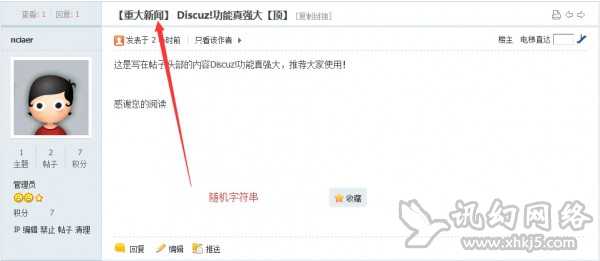 查看: 1 | 回复: 1
【重大新闻】 Discuz!功能真强大【顶】 [复制链接]
nciaer
发表于 2 小时前 | 只看该作者
楼主 电梯直达
这是写在帖子头部的内容Discuz!功能真强大，推荐大家使用！
感谢您的阅读
1 2 7
主题 帖子 积分
管理员
积分 7
IP 编辑 禁止 帖子 清理
随机字符串
收藏
回复 编辑 推送
讯幻网络
www.xhkj5.com